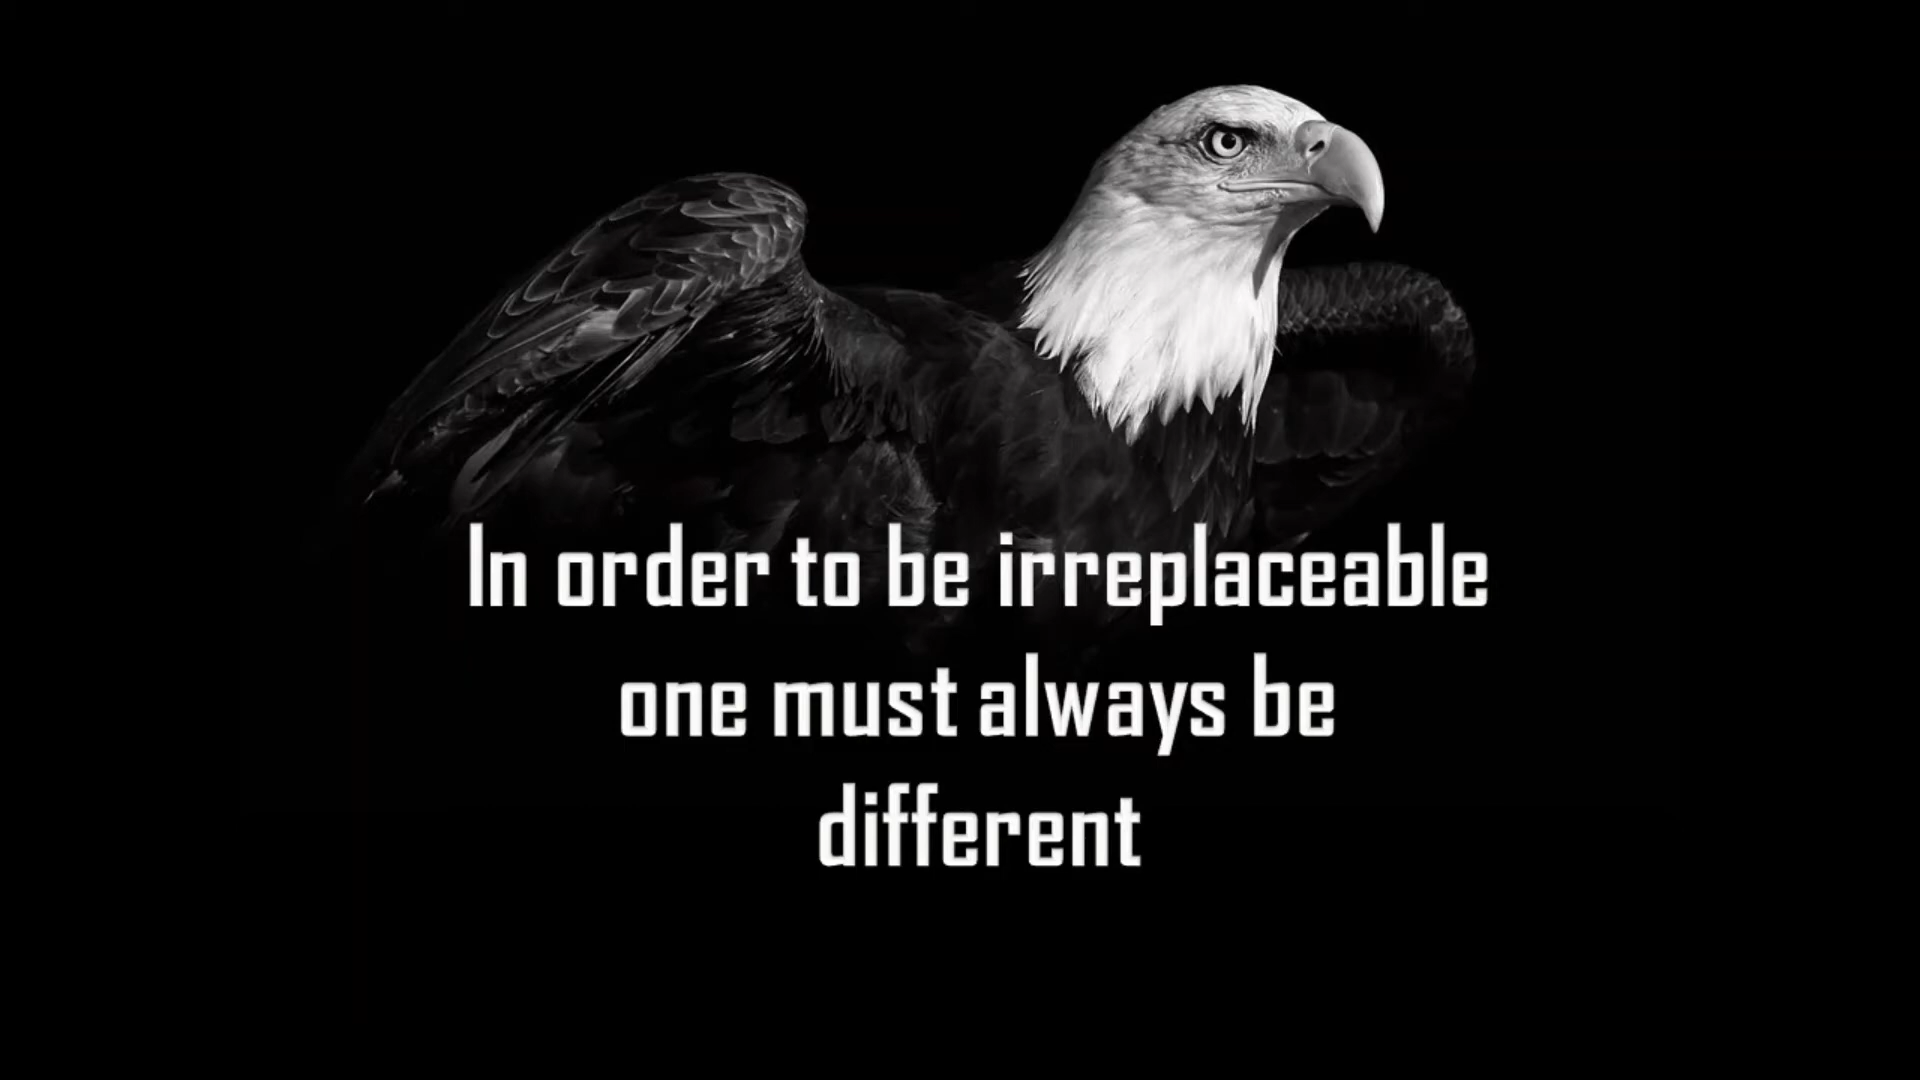 In order to be irreplaceable
one must always be
different